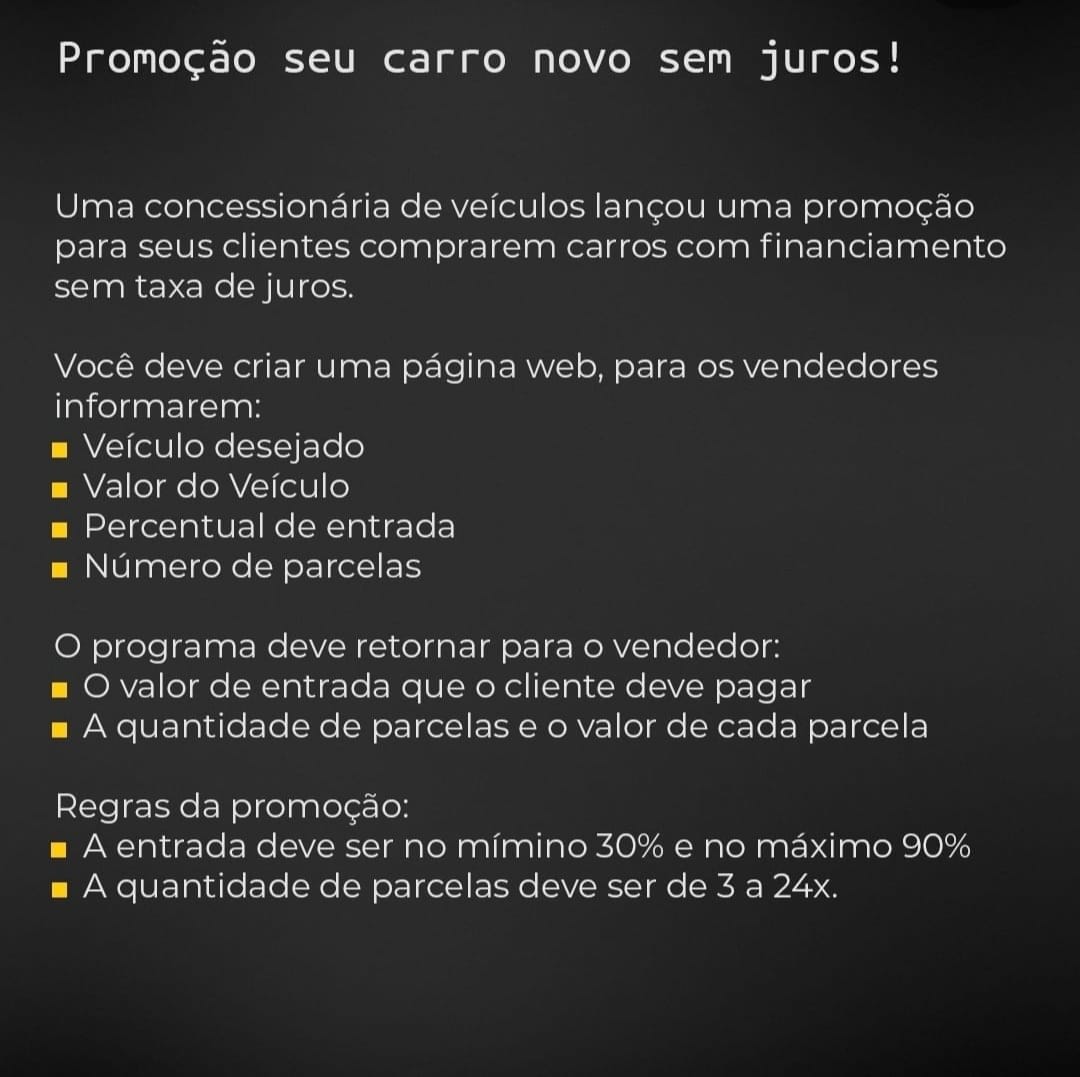 Promoção seu carro novo sem juros!
Uma concessionária de veículos lançou uma promoção
para seus clientes comprarem carros com financiamento
sem taxa de juros.
Você deve criar uma página web, para os vendedores
informarem:
Veículo desejado
Valor do Veículo
Percentual de entrada
Número de parcelas
O programa deve retornar para o vendedor:
O valor de entrada que o cliente deve pagar
A quantidade de parcelas e o valor de cada parcela
Regras da promoção:
A entrada deve ser no mímino 30% e no máximo 90%
A quantidade de parcelas deve ser de 3 a 24x.